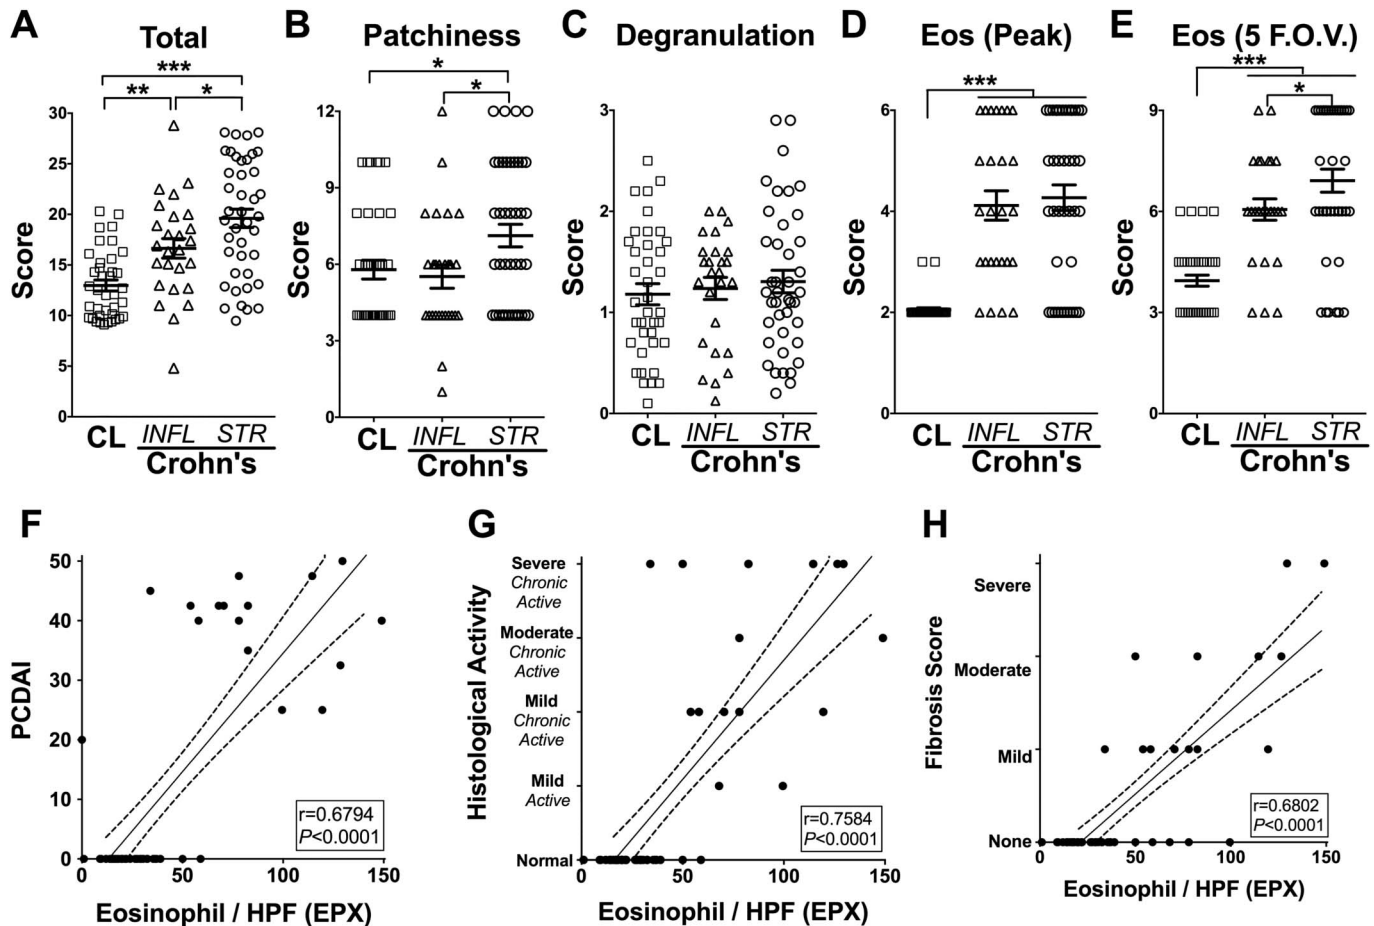 A
Total
***
**
*
30
25
20
15
10
5
0
Score
CL
INFL
STR
Crohn's
B
Patchiness
*
*
12
9
6
3
0
Score
CL
INFL
STR
Crohn's
C
Degranulation
3
2
1
0
Score
CL
INFL
STR
Crohn's
D
Eos (Peak)
***
6
4
2
0
Score
CL
INFL
STR
Crohn's
E
Eos (5 F.O.V.)
***
*
9
6
3
0
Score
CL
INFL
STR
Crohn's
F
50
40
30
20
10
0
PCDAI
r=0.6794
P<0.0001
0
50
100
150
Eosinophil / HPF (EPX)
G
Histological Activity
Severe
Chronic
Active
Moderate
Chronic
Active
Mild
Chronic
Active
Mild
Active
Normal
r=0.7584
P<0.0001
0
50
100
150
Eosinophil / HPF (EPX)
H
Fibrosis Score
Severe
Moderate
Mild
None
r=0.6802
P<0.0001
0
50
100
150
Eosinophil / HPF (EPX)